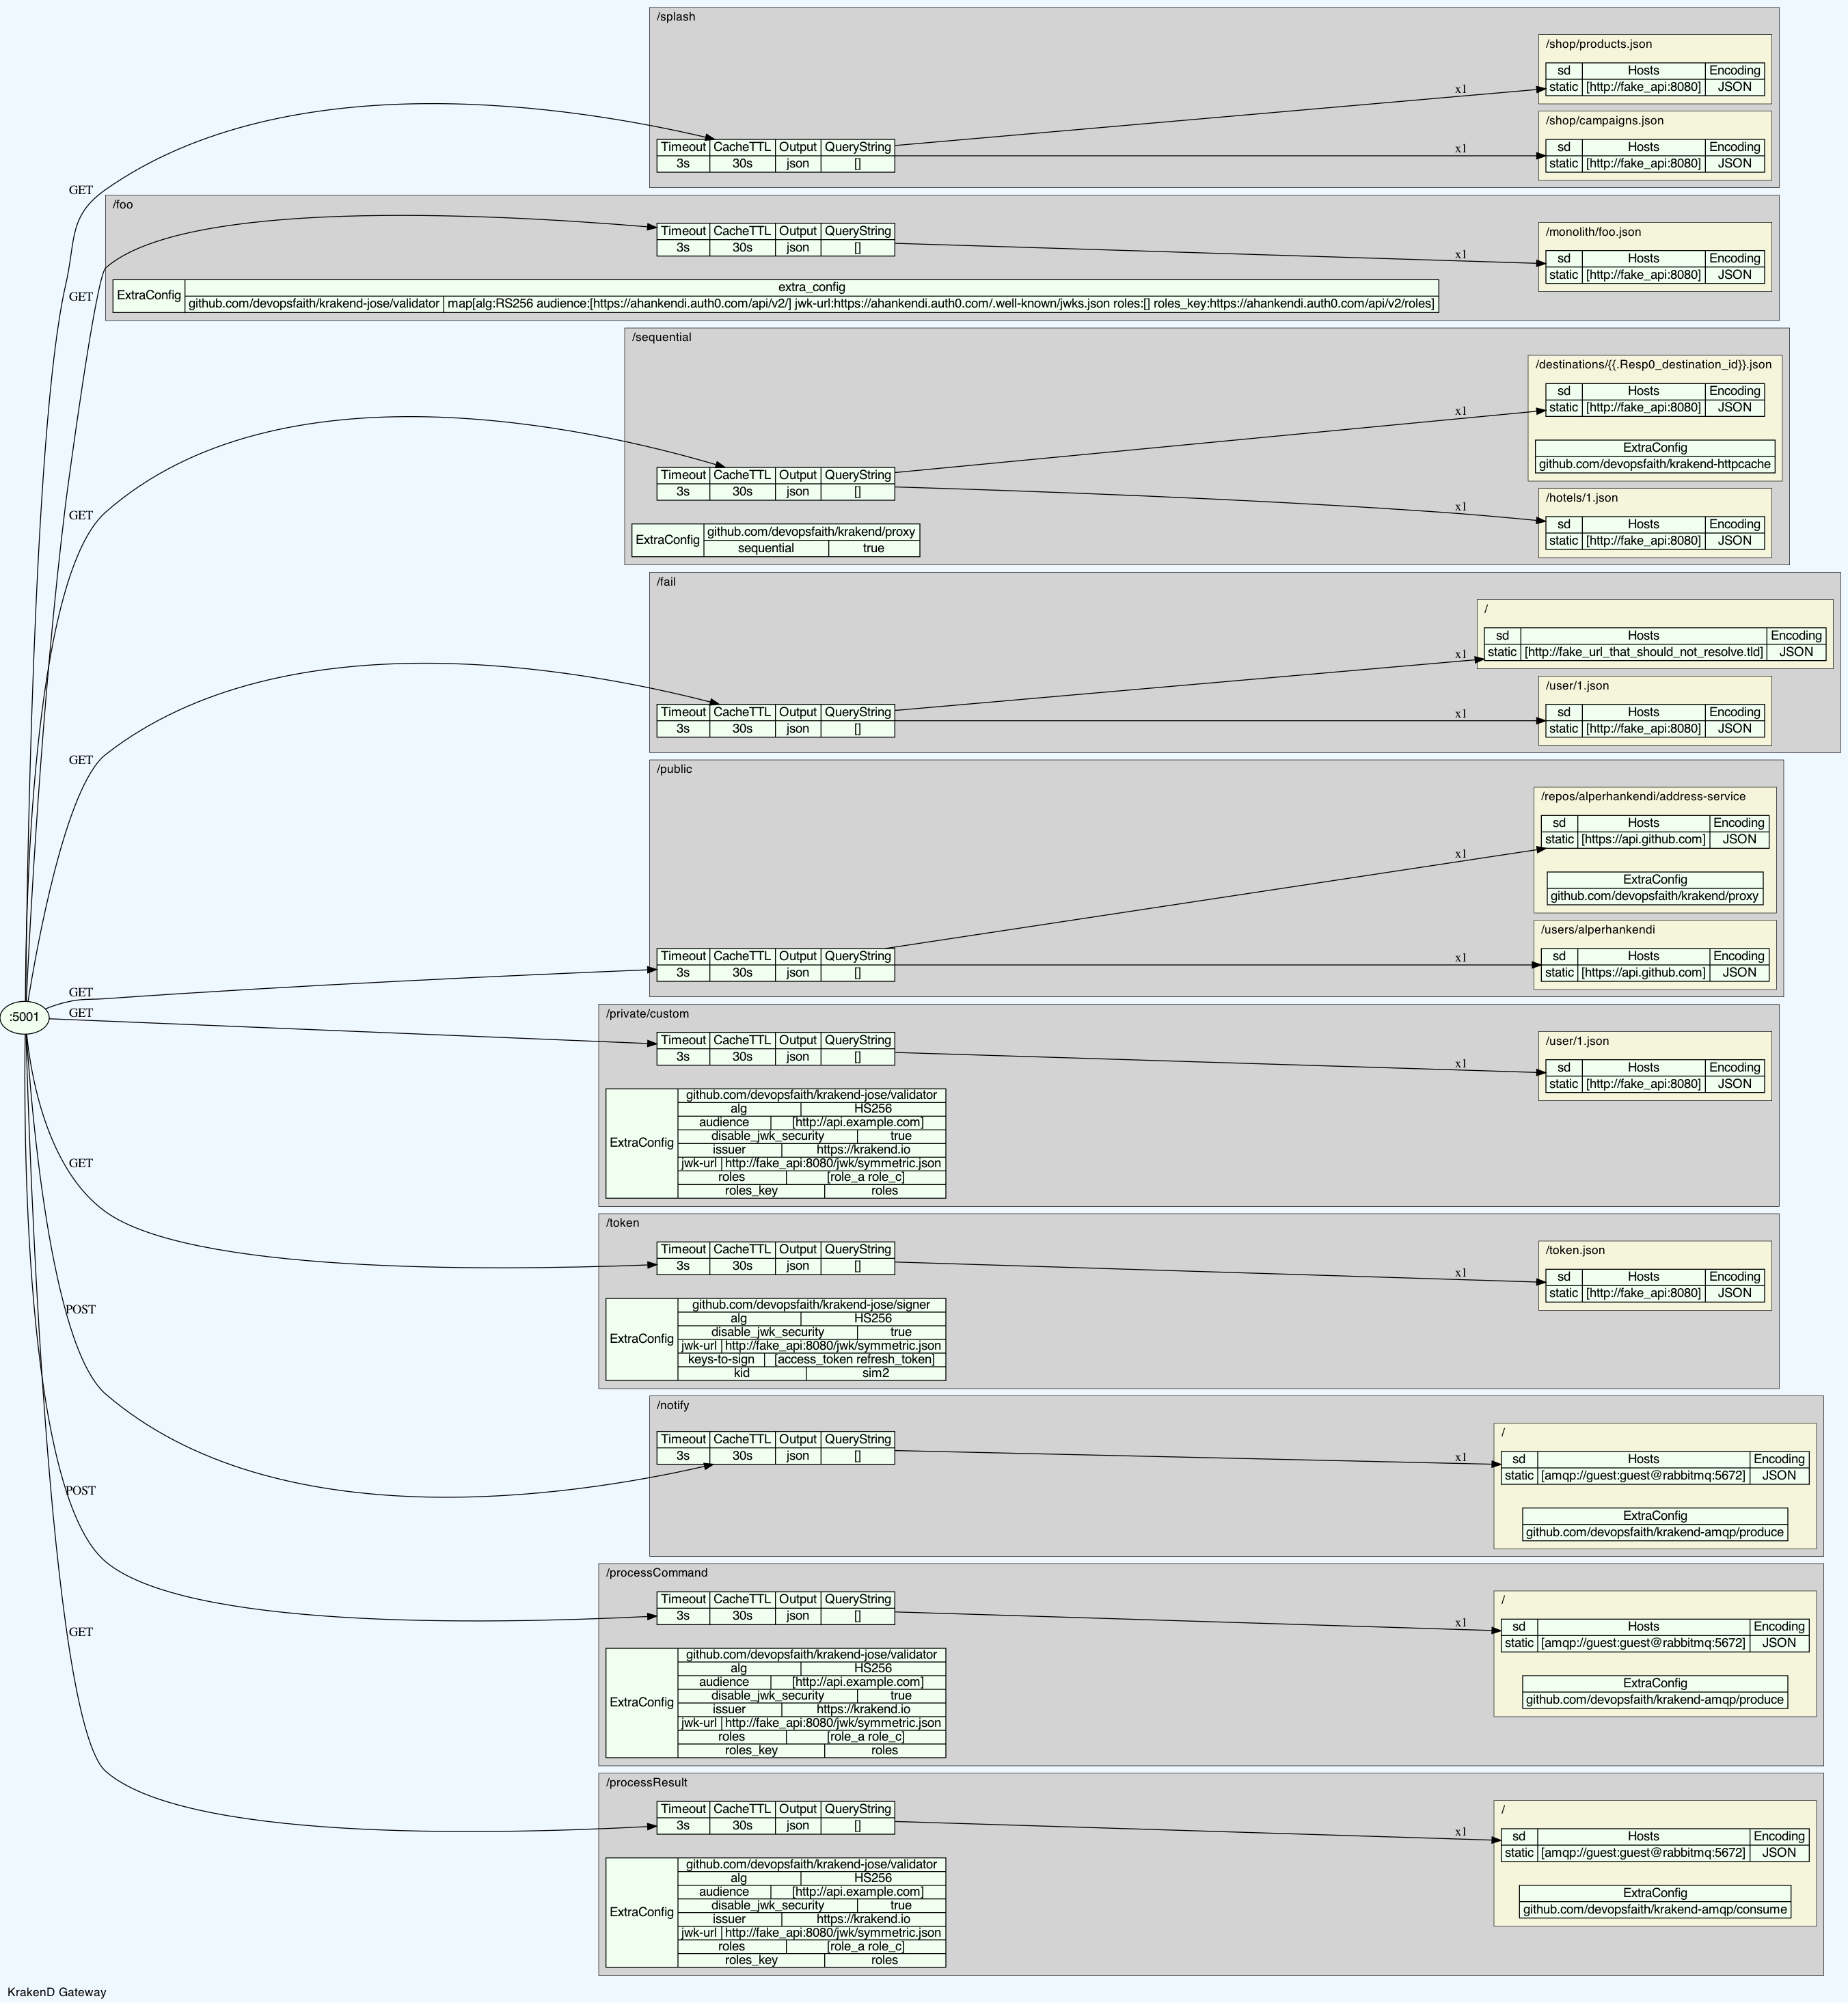 /splash
/shop/products.json
sd Hosts Encoding
static [http://fake_api:8080] JSON
x1
/shop/campaigns.json
sd Hosts Encoding
static [http://fake_api:8080] JSON
x1
Timeout CacheTTL Output QueryString
3s 30s json []
GET
/foo
Timeout CacheTTL Output QueryString
3s 30s json []
/monolith/foo.json
sd Hosts Encoding
static [http://fake_api:8080] JSON
x1
GET
ExtraConfig
extra_config
github.com/devopsfaith/krakend-jose/validator map[alg:RS256 audience:[https://ahankendi.auth0.com/api/v2/] jwk-url:https://ahankendi.auth0.com/.well-known/jwks.json roles:[] roles_key:https://ahankendi.auth0.com/api/v2/roles]
/sequential
/destinations/{{.Resp0_destination_id}}.json
sd Hosts Encoding
static [http://fake_api:8080] JSON
x1
ExtraConfig
github.com/devopsfaith/krakend-httpcache
Timeout CacheTTL Output QueryString
3s 30s json []
/hotels/1.json
sd Hosts Encoding
static [http://fake_api:8080] JSON
x1
GET
ExtraConfig
github.com/devopsfaith/krakend/proxy
sequential true
/fail
/
sd Hosts Encoding
static [http://fake_url_that_should_not_resolve.tld] JSON
x1
/user/1.json
sd Hosts Encoding
static [http://fake_api:8080] JSON
x1
Timeout CacheTTL Output QueryString
3s 30s json []
GET
/public
/repos/alperhankendi/address-service
sd Hosts Encoding
static [https://api.github.com] JSON
x1
ExtraConfig
github.com/devopsfaith/krakend/proxy
/users/alperhankendi
sd Hosts Encoding
static [https://api.github.com] JSON
x1
Timeout CacheTTL Output QueryString
3s 30s json []
GET
:5001
GET
/private/custom
Timeout CacheTTL Output QueryString
3s 30s json []
/user/1.json
sd Hosts Encoding
static [http://fake_api:8080] JSON
x1
ExtraConfig
github.com/devopsfaith/krakend-jose/validator
alg HS256
audience [http://api.example.com]
disable_jwk_security true
issuer https://krakend.io
jwk-url http://fake_api:8080/jwk/symmetric.json
roles [role_a role_c]
roles_key roles
GET
/token
Timeout CacheTTL Output QueryString
3s 30s json []
/token.json
sd Hosts Encoding
static [http://fake_api:8080] JSON
x1
ExtraConfig
github.com/devopsfaith/krakend-jose/signer
alg HS256
disable_jwk_security true
jwk-url http://fake_api:8080/jwk/symmetric.json
keys-to-sign [access_token refresh_token]
kid sim2
POST
/notify
Timeout CacheTTL Output QueryString
3s 30s json []
/
sd Hosts Encoding
static [amqp://guest:guest@rabbitmq:5672] JSON
x1
ExtraConfig
github.com/devopsfaith/krakend-amqp/produce
POST
/processCommand
Timeout CacheTTL Output QueryString
3s 30s json []
/
sd Hosts Encoding
static [amqp://guest:guest@rabbitmq:5672] JSON
x1
ExtraConfig
github.com/devopsfaith/krakend-amqp/produce
ExtraConfig
github.com/devopsfaith/krakend-jose/validator
alg HS256
audience [http://api.example.com]
disable_jwk_security true
issuer https://krakend.io
jwk-url http://fake_api:8080/jwk/symmetric.json
roles [role_a role_c]
roles_key roles
GET
/processResult
Timeout CacheTTL Output QueryString
3s 30s json []
/
sd Hosts Encoding
static [amqp://guest:guest@rabbitmq:5672] JSON
x1
ExtraConfig
github.com/devopsfaith/krakend-amqp/consume
ExtraConfig
github.com/devopsfaith/krakend-jose/validator
alg HS256
audience [http://api.example.com]
disable_jwk_security true
issuer https://krakend.io
jwk-url http://fake_api:8080/jwk/symmetric.json
roles [role_a role_c]
roles_key roles
KrakenD Gateway